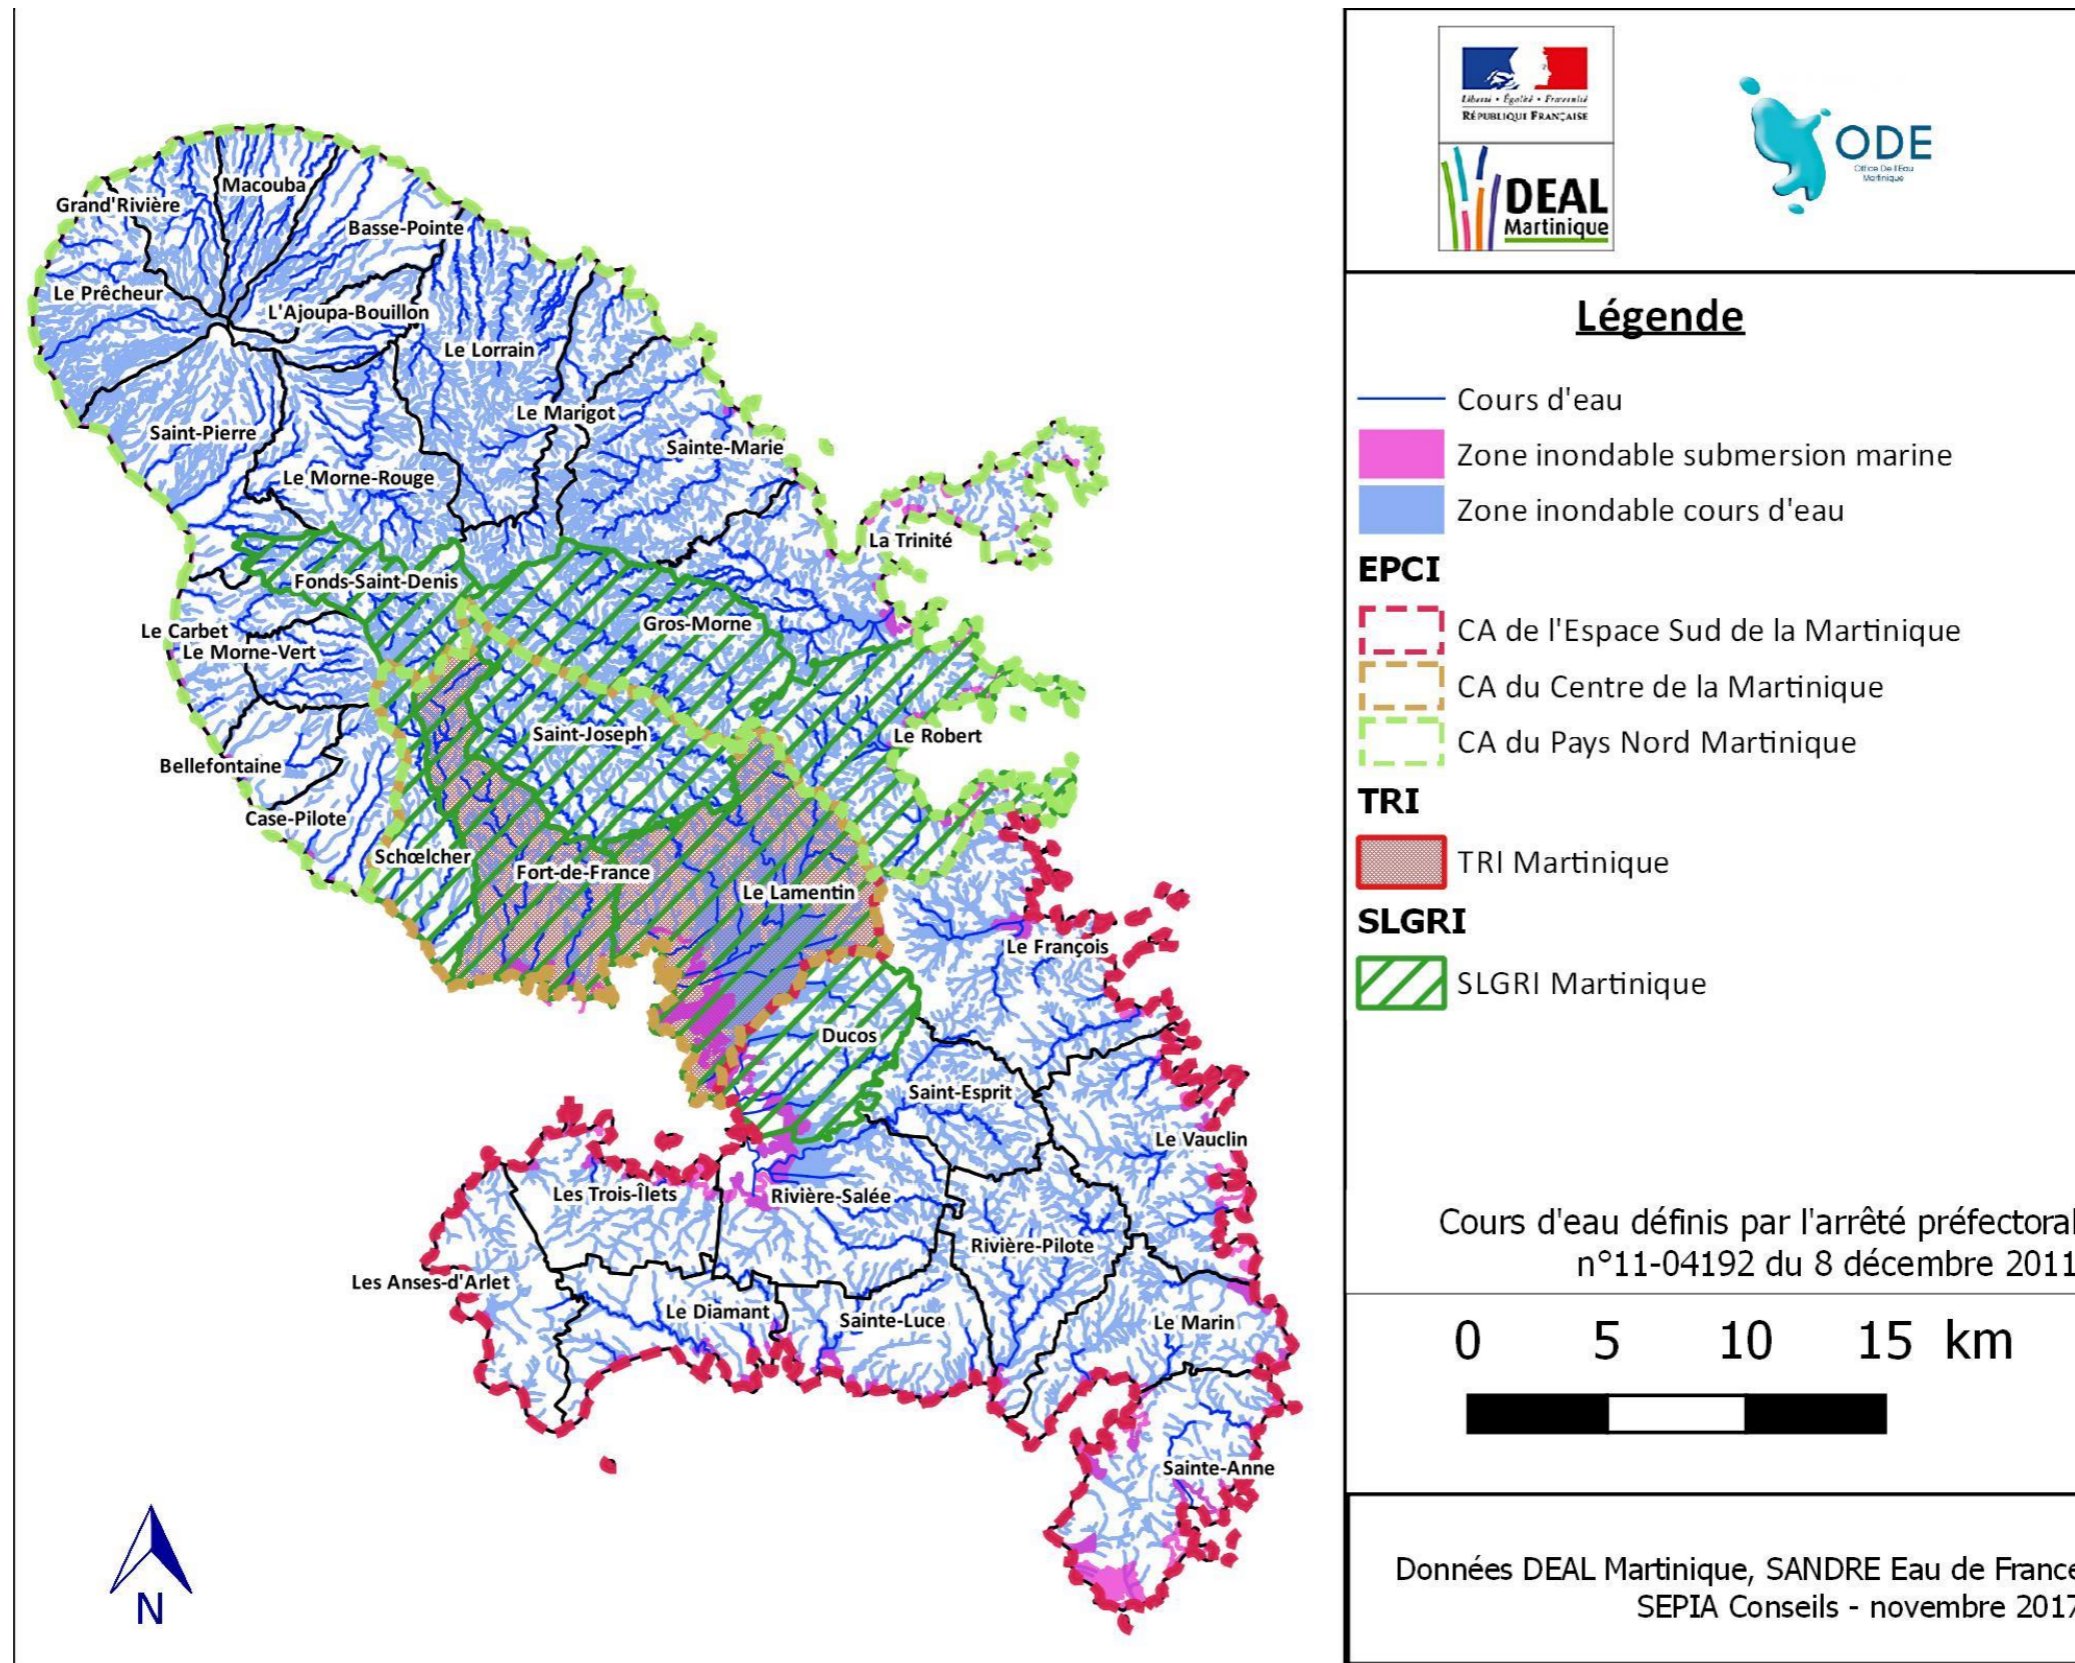 Macouba
Grand'Rivière
Basse-Pointe
Le Prêcheur
L'Ajoupa-Bouillon
Le Lorrain
Le Marigot
Saint-Pierre
Sainte-Marie
Le Morne-Rouge
La Trinité
Fonds-Saint-Denis
Gros-Morne
Le Carbet
Le Morne-Vert
Saint-Joseph
Le Robert
Bellefontaine
Case-Pilote
Schœlcher
Fort-de-France
Le Lamentin
Le François
Ducos
Saint-Esprit
Le Vauclin
Les Trois-Îlets
Rivière-Salée
Rivière-Pilote
Les Anses-d'Arlet
Le Diamant
Sainte-Luce
Le Marin
Sainte-Anne
N
Liberté • Égalité • Fraternité
RÉPUBLIQUE FRANÇAISE
DEAL
Martinique
ODE
Office De l'Eau
Martinique
Légende
Cours d'eau
Zone inondable submersion marine
Zone inondable cours d'eau
EPCI
CA de l'Espace Sud de la Martinique
CA du Centre de la Martinique
CA du Pays Nord Martinique
TRI
TRI Martinique
SLGRI
SLGRI Martinique
Cours d'eau définis par l'arrêté préfectoral
n°11-04192 du 8 décembre 2011
0 5 10 15 km
Données DEAL Martinique, SANDRE Eau de France
SEPIA Conseils - novembre 2017